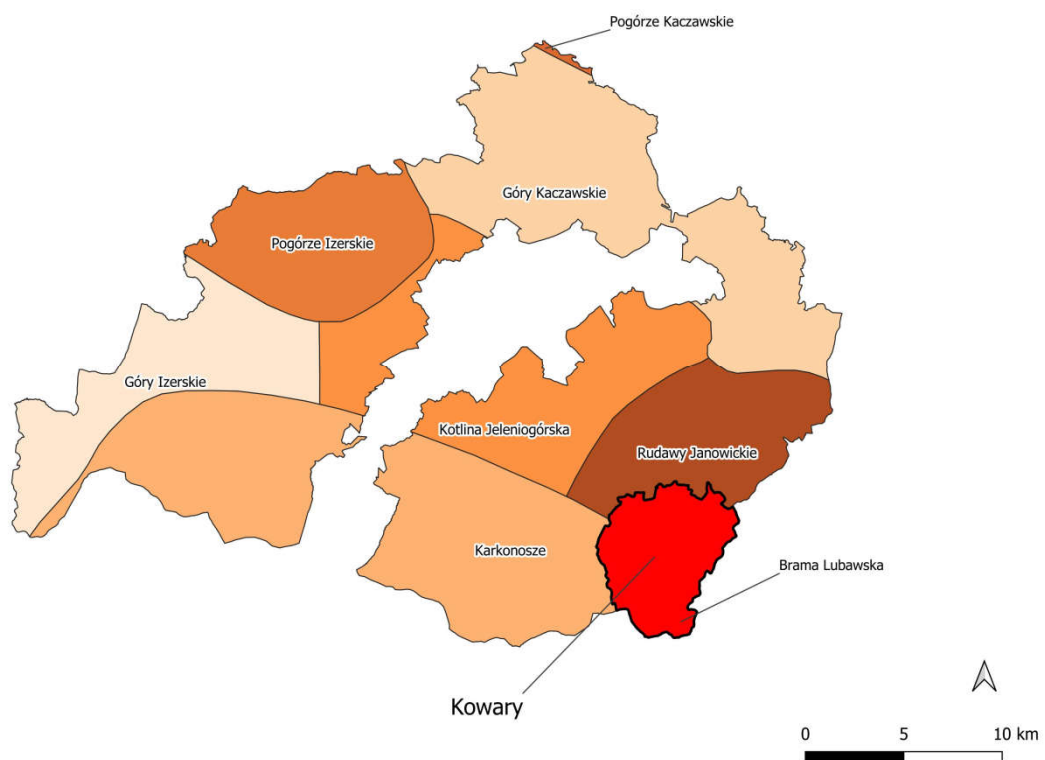 Pogórze Kaczawskie
Góry Kaczawskie
Pogórze Izerskie
Góry Izerskie
Kotlina Jeleniogórska
Rudawy Janowickie
Karkonosze
Brama Lubawska
Kowary
0 5 10 km